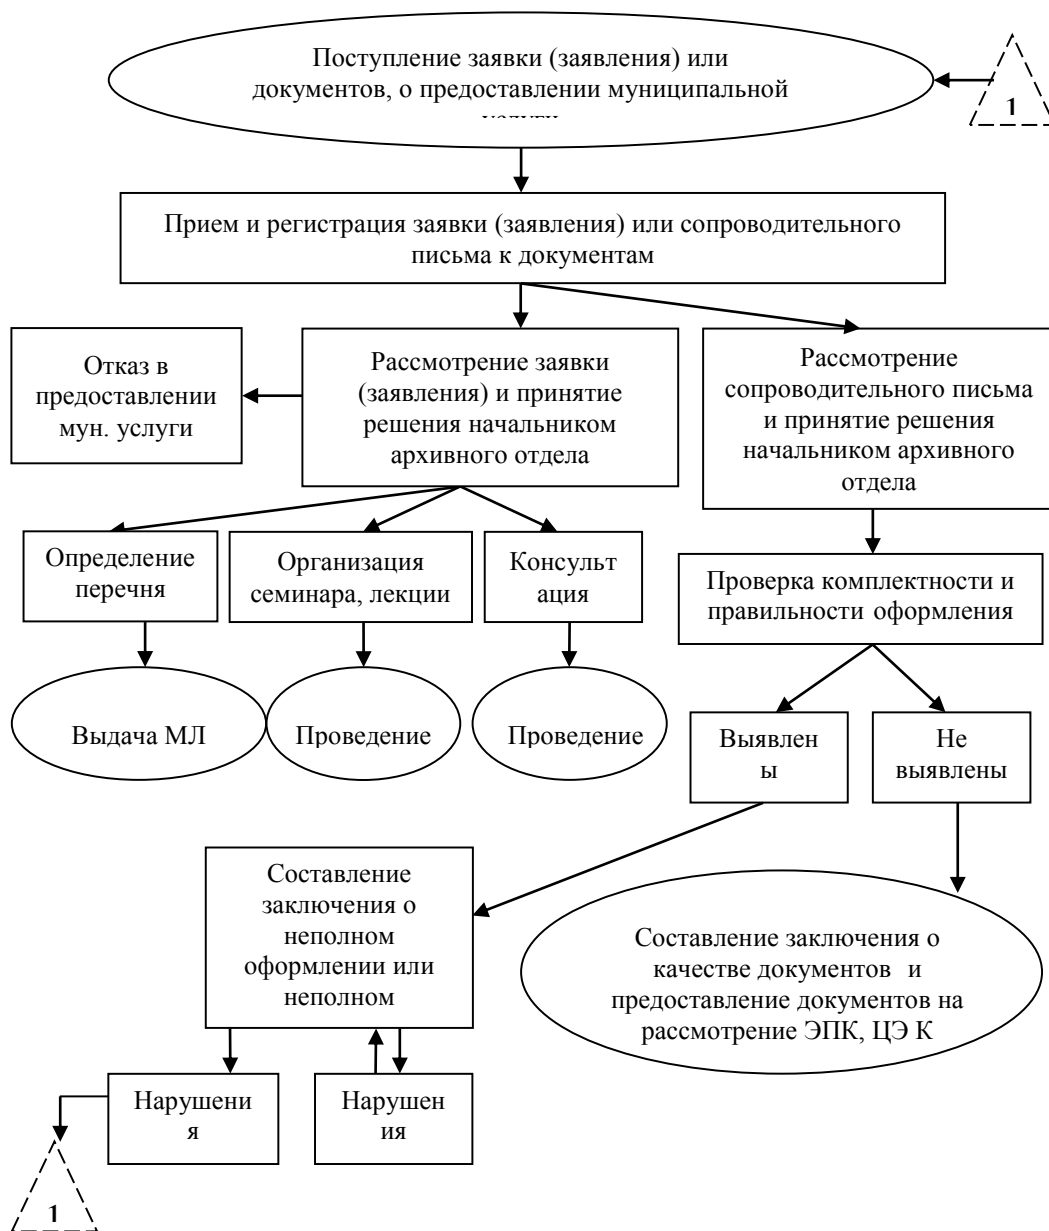 Поступление заявки (заявления) или
документов, о предоставлении муниципальной
услуги
1
Прием и регистрация заявки (заявления) или сопроводительного
письма к документам
Отказ в
предоставлении
мун. услуги
Рассмотрение заявки
(заявления) и принятие
решения начальником
архивного отдела
Рассмотрение
сопроводительного письма
и принятие решения
начальником архивного
отдела
Определение
перечня
Организация
семинара, лекции
Консульт
ация
Проверка комплектности и
правильности оформления
Выдача МЛ
Проведение
Проведение
Выявлен
ы
Не
выявлены
Составление
заключения о
неполном
оформлении или
неполном
Составление заключения о
качестве документов и
предоставление документов на
рассмотрение ЭПК, ЦЭ К
Нарушени
я
Нарушен
ия
1